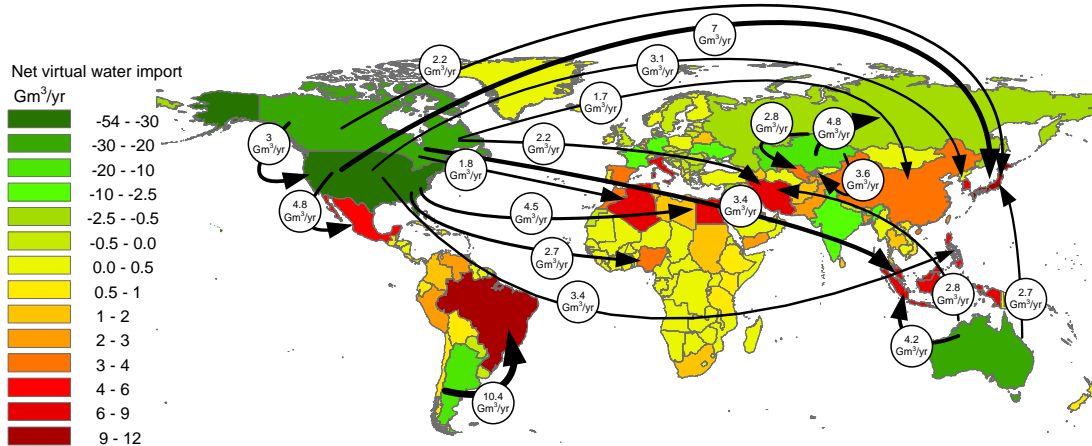 Net virtual water import
Gm³/yr
-54 - -30
-30 - -20
-20 - -10
-10 - -2.5
-2.5 - -0.5
-0.5 - 0.0
0.0 - 0.5
0.5 - 1
1 - 2
2 - 3
3 - 4
4 - 6
6 - 9
9 - 12
7
Gm³/yr
2.2
Gm³/yr
3.1
Gm³/yr
1.7
Gm³/yr
2.8
Gm³/yr
4.8
Gm³/yr
3
Gm³/yr
2.2
Gm³/yr
1.8
Gm³/yr
3.6
Gm³/yr
4.8
Gm³/yr
4.5
Gm³/yr
3.4
Gm³/yr
2.7
Gm³/yr
3.4
Gm³/yr
2.8
Gm³/yr
2.7
Gm³/yr
4.2
Gm³/yr
10.4
Gm³/yr